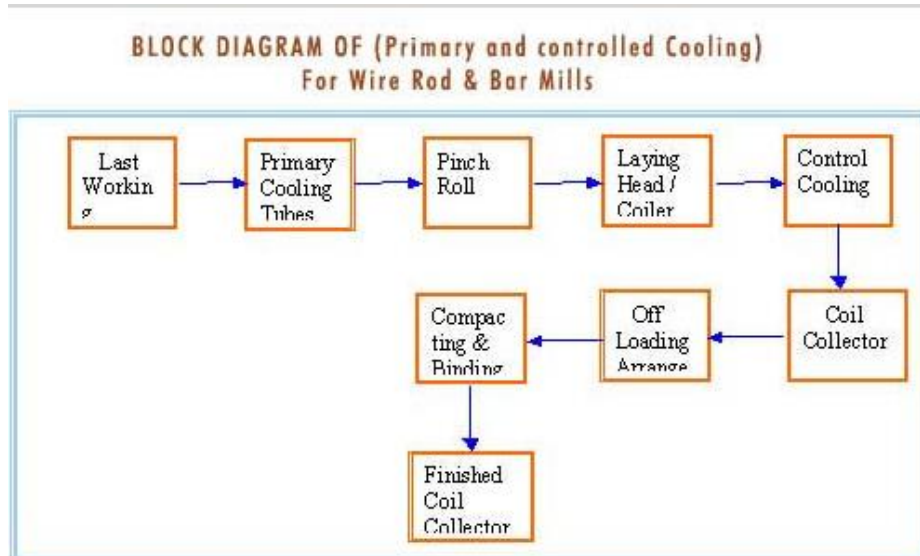 BLOCK DIAGRAM OF (Primary and controlled Cooling)
For Wire Rod & Bar Mills
Last
Workin
g
Primary
Cooling
Tubes
Pinch
Roll
Laying
Head /
Coiler
Control
Cooling
Coil
Collector
Off
Loading
Arrange
Compac
ting &
Binding
Finished
Coil
Collector